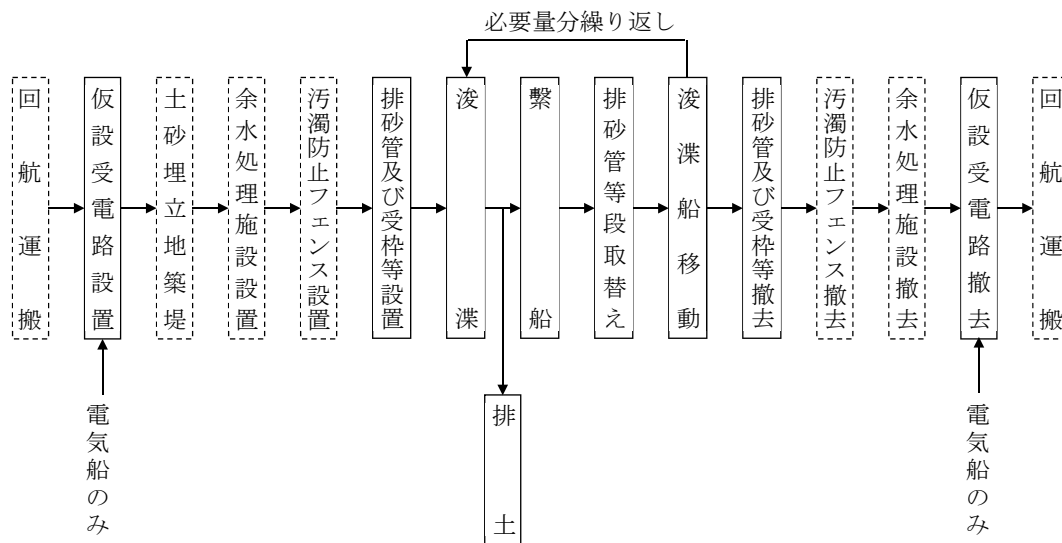 必要量分繰り返し
回航運搬
仮設受電路設置
土砂埋立地築堤
余水処理施設設置
汚濁防止フェンス設置
排砂管及び受枠等設置
浚渫
繫船
排砂管等段取替え
浚渫船移動
排砂管及び受枠等撤去
汚濁防止フェンス撤去
余水処理施設撤去
仮設受電路撤去
回航運搬
電気船のみ
排土
電気船のみ